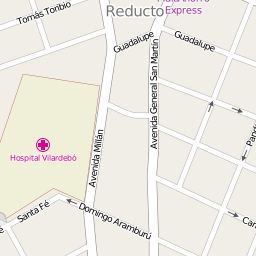 Reducto
Express
Tomás Toribio
Guadalupe
Guadalupe
Avenida General San Martín
Avenida Millán
Hospital Vilardebó
Santa Fé
Domingo Aramburú